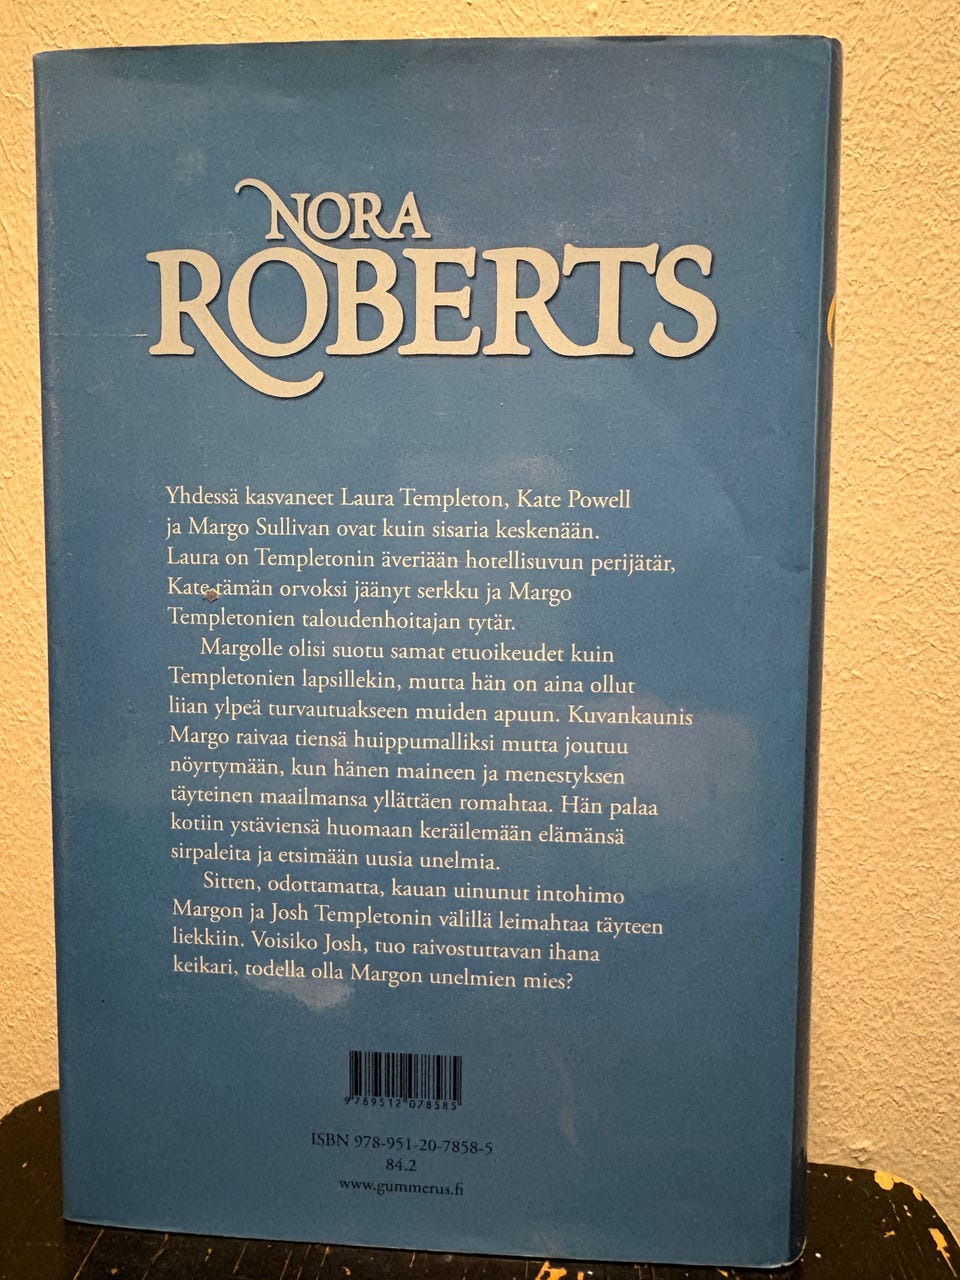 NORA
ROBERTS
Yhdessä kasvaneet Laura Templeton, Kate Powell
ja Margo Sullivan ovat kuin sisaria keskenään.
Laura on Templetonin äveriään hotellisuvun perijätär,
Kate tämän orvoksi jäänyt serkku ja Margo
Templetonien taloudenhoitajan tytär.
Margolle olisi suotu samat etuoikeudet kuin
Templetonien lapsillekin, mutta hän on aina ollut
liian ylpeä turvautuakseen muiden apuun. Kuvankaunis
Margo raivaa tiensä huippumalliksi mutta joutuu
nöyrtymään, kun hänen maineen ja menestyksen
täyteinen maailmansa yllättäen romahtaa. Hän palaa
kotiin ystäviensä huomaan keräilemään elämänsä
sirpaleita ja etsimään uusia unelmia.
Sitten, odottamatta, kauan uinunut intohimo
Margon ja Josh Templetonin välillä leimahtaa täyteen
liekkiin. Voisiko Josh, tuo raivostuttavan ihana
keikari, todella olla Margon unelmien mies?
9789512078585
ISBN 978-951-20-7858-5
84.2
www.gummerus.fi